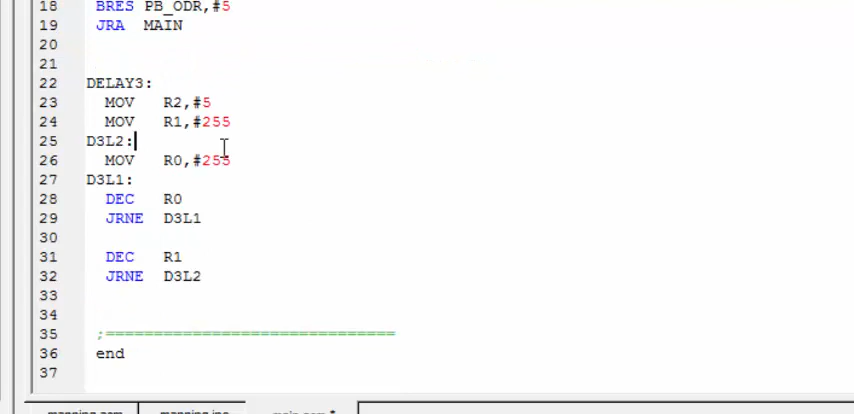 18 BRES PB_ODR,#5
19 JRA MAIN
20
21
22 DELAY3:
23 MOV R2,#5
24 MOV R1,#255
25 D3L2:
26 MOV R0,#255
27 D3L1:
28 DEC R0
29 JRNE D3L1
30
31 DEC R1
32 JRNE D3L2
33
34
35 ;==============================
36 end
37